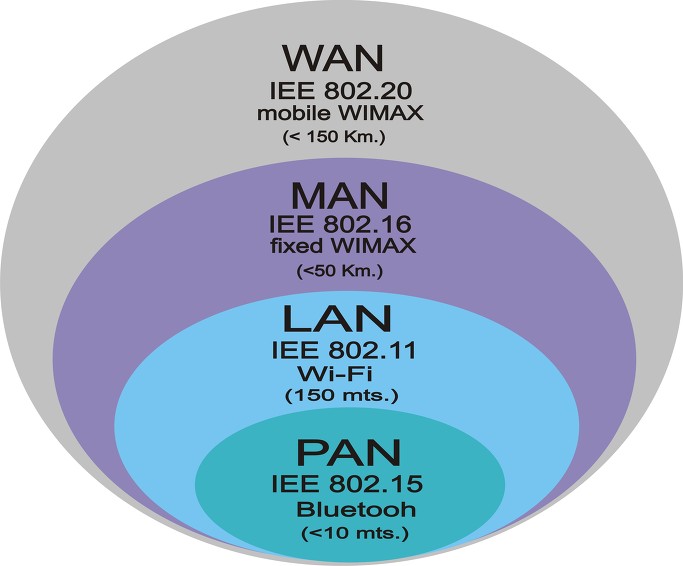 WAN
IEE 802.20
mobile WIMAX
(< 150 Km.)
MAN
IEE 802.16
fixed WIMAX
(<50 Km.)
LAN
IEE 802.11
Wi-Fi
(150 mts.)
PAN
IEE 802.15
Bluetooh
(<10 mts.)